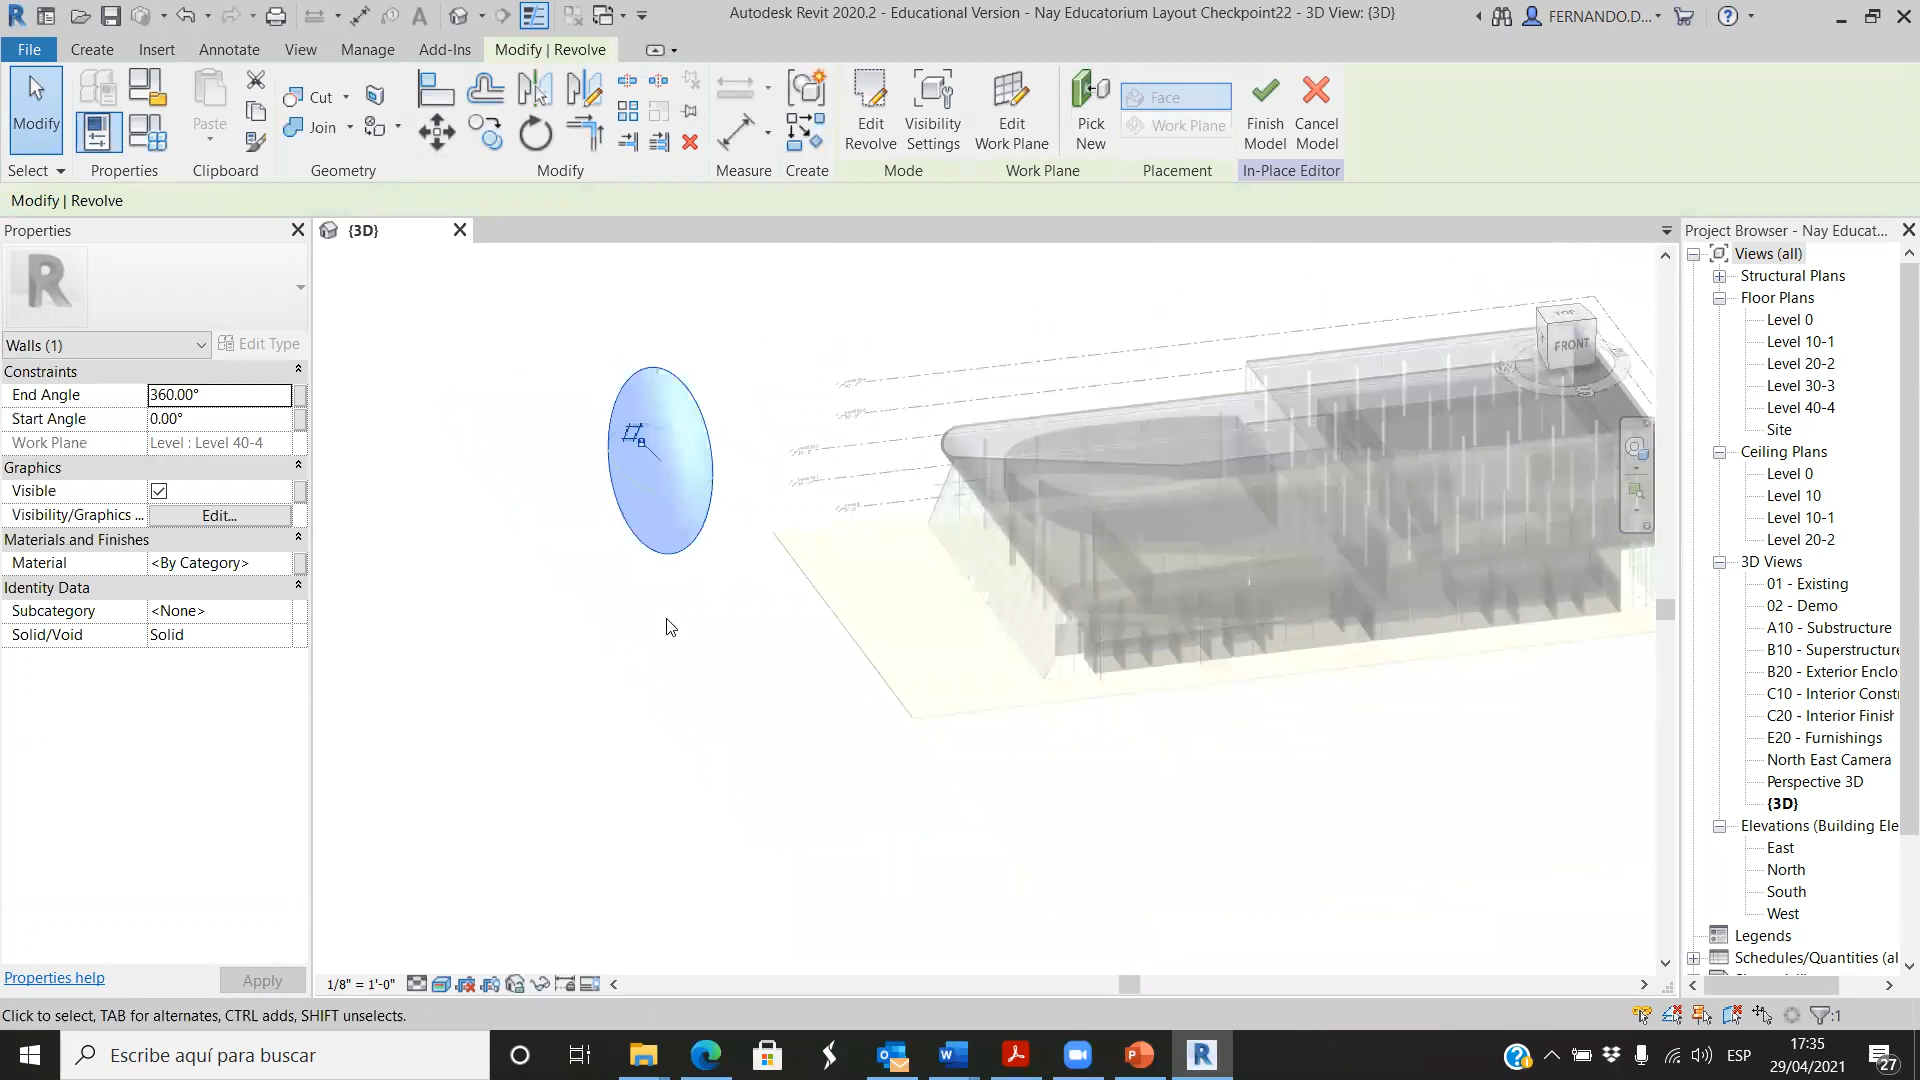 Autodesk Revit 2020.2 - Educational Version - Nay Educatorium Layout Checkpoint22 - 3D View: {3D}
FERNANDO.D...
File Create Insert Annotate View Manage Add-Ins Modify | Revolve
Modify
Paste
Cut
Join
Edit Revolve
Visibility Settings
Edit Work Plane
Pick New
Face
Work Plane
Finish Model
Cancel Model
Select Properties Clipboard Geometry Modify Measure Create Mode Work Plane Placement In-Place Editor
Modify | Revolve
Properties
{3D}
Project Browser - Nay Educat...
Walls (1)
Edit Type
Constraints
End Angle 360.00°
Start Angle 0.00°
Work Plane Level : Level 40-4
Graphics
Visible
Visibility/Graphics ... Edit...
Materials and Finishes
Material <By Category>
Identity Data
Subcategory <None>
Solid/Void Solid
Properties help
Apply
TOP
FRONT
Views (all)
Structural Plans
Floor Plans
Level 0
Level 10-1
Level 20-2
Level 30-3
Level 40-4
Site
Ceiling Plans
Level 0
Level 10
Level 10-1
Level 20-2
3D Views
01 - Existing
02 - Demo
A10 - Substructure
B10 - Superstructure
B20 - Exterior Enclo
C10 - Interior Const
C20 - Interior Finish
E20 - Furnishings
North East Camera
Perspective 3D
{3D}
Elevations (Building Ele
East
North
South
West
Legends
Schedules/Quantities (al
1/8" = 1'-0"
Click to select, TAB for alternates, CTRL adds, SHIFT unselects.
:1
Escribe aquí para buscar
ESP
17:35
29/04/2021
27